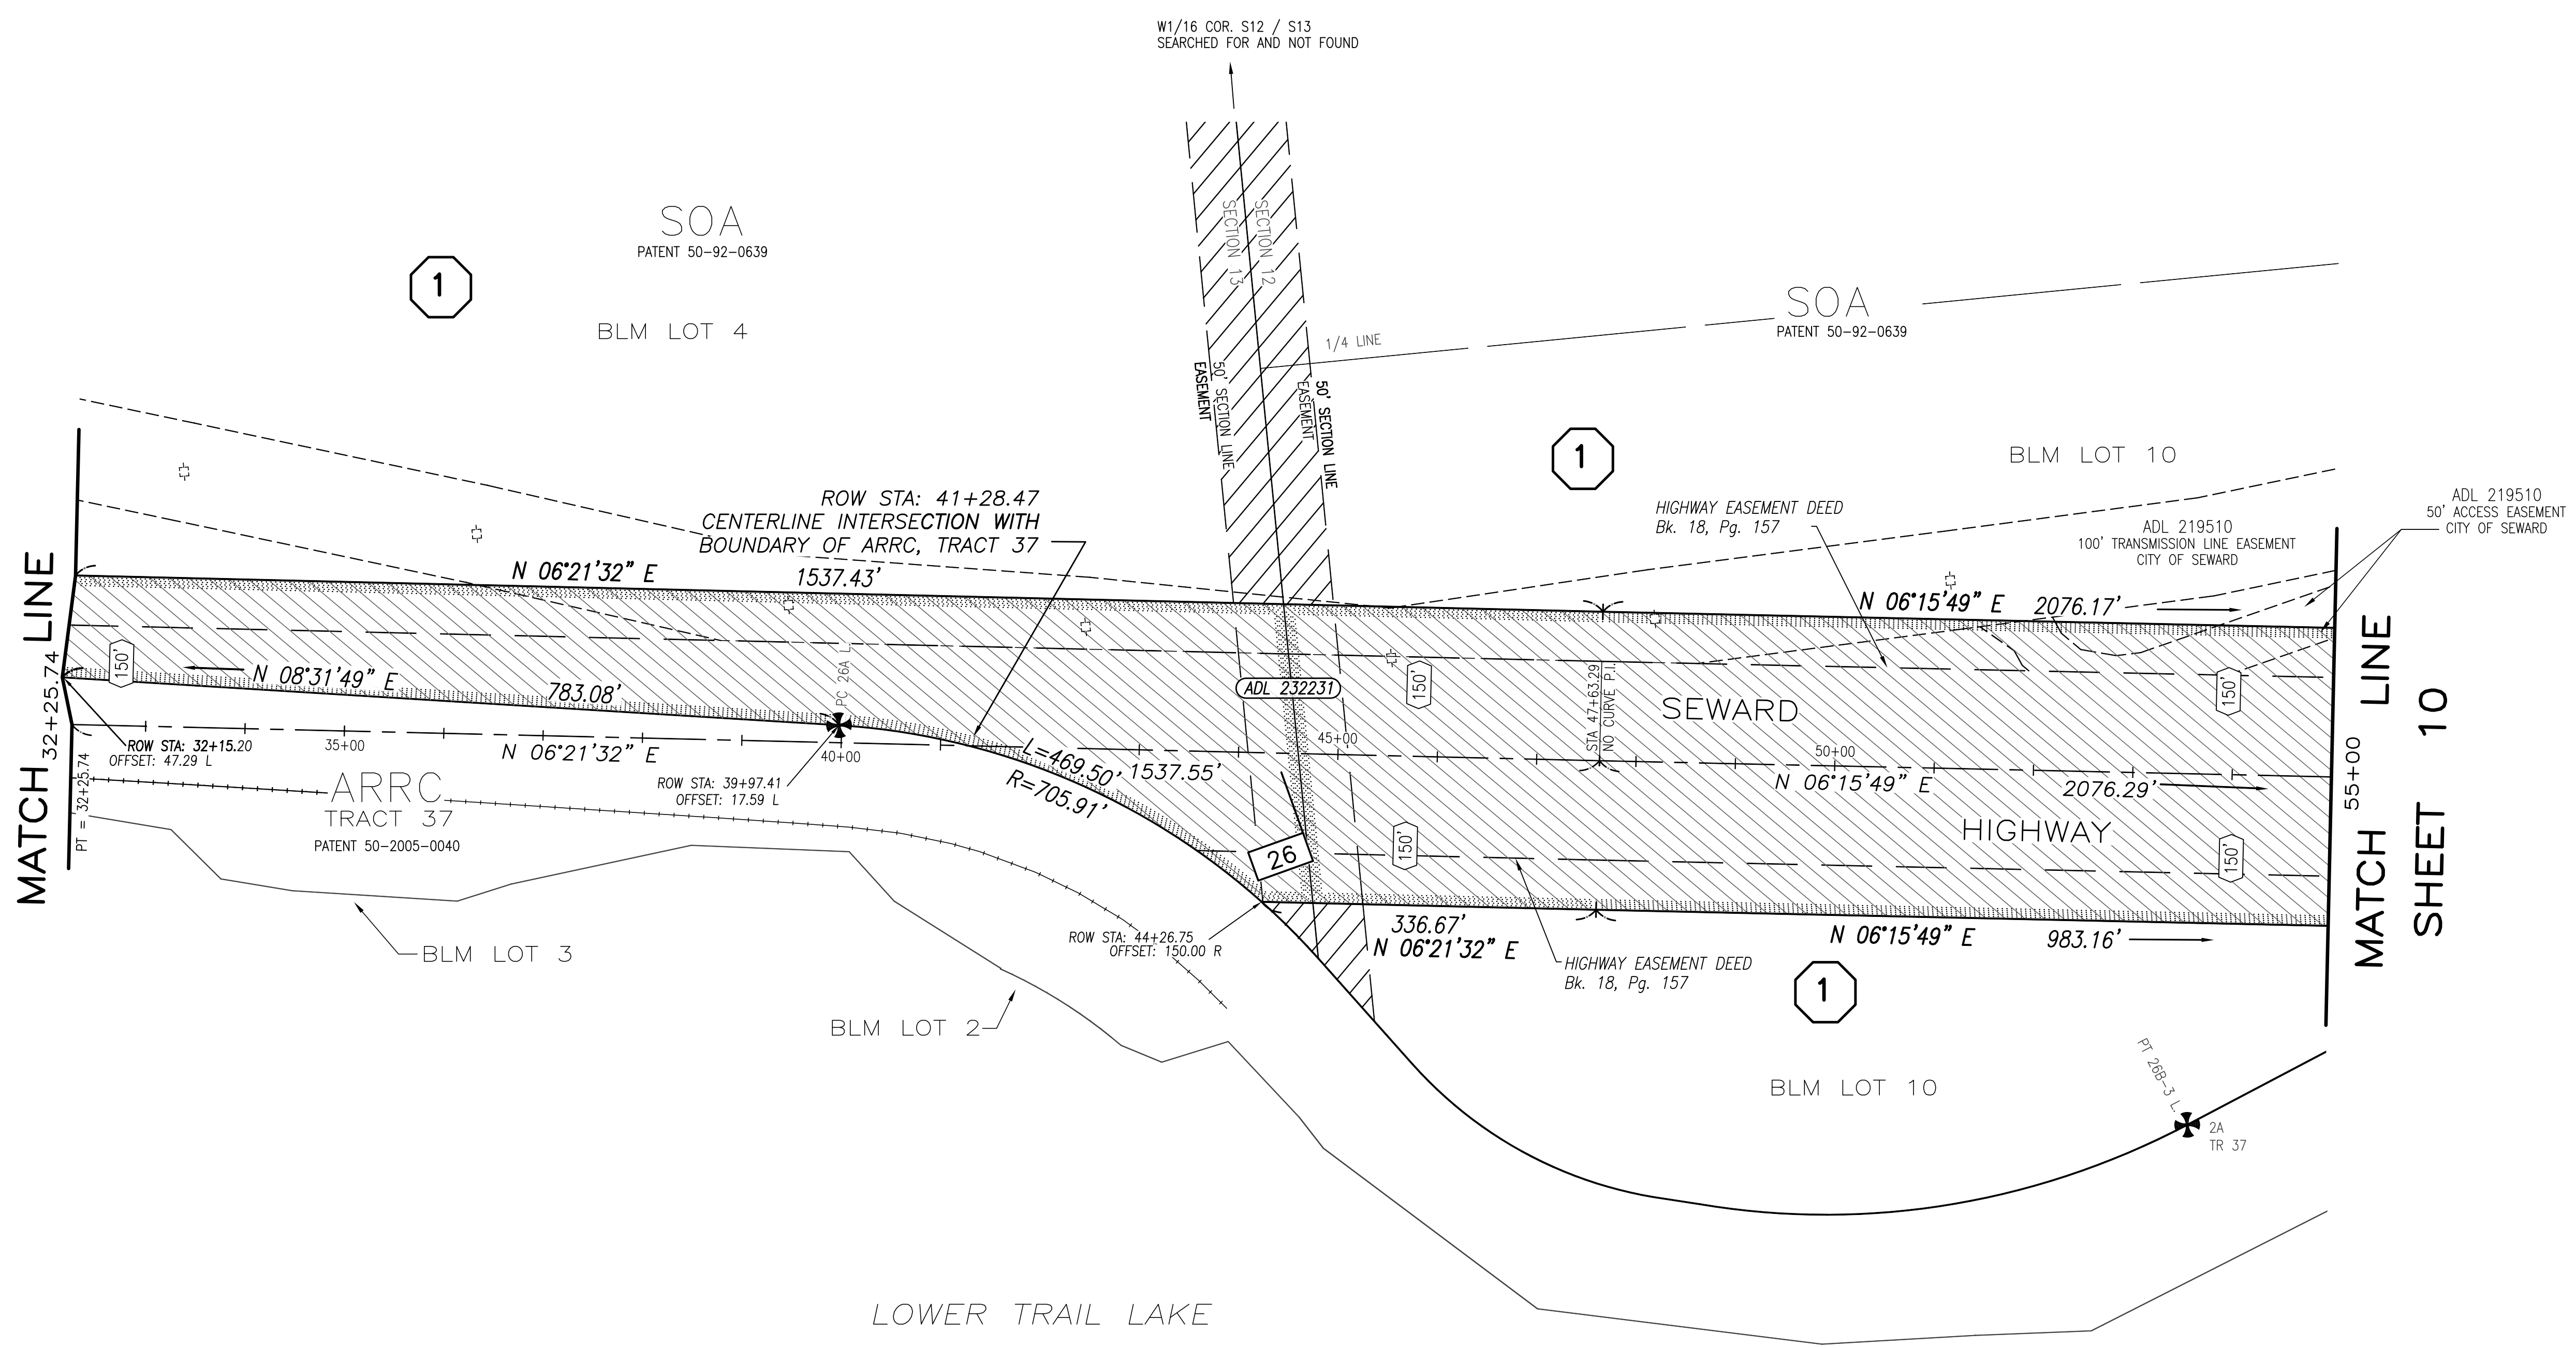 W1/16 COR. S12 / S13
SEARCHED FOR AND NOT FOUND
SOA
PATENT 50-92-0639
1
BLM LOT 4
SECTION 13
SECTION 12
SOA
PATENT 50-92-0639
1/4 LINE
50' SECTION LINE
EASEMENT
50' SECTION LINE
EASEMENT
1
BLM LOT 10
HIGHWAY EASEMENT DEED
Bk. 18, Pg. 157
ADL 219510
100' TRANSMISSION LINE EASEMENT
CITY OF SEWARD
ADL 219510
50' ACCESS EASEMENT
CITY OF SEWARD
ROW STA: 41+28.47
CENTERLINE INTERSECTION WITH
BOUNDARY OF ARRC, TRACT 37
N 06°21'32" E
1537.43'
N 06°15'49" E
2076.17'
MATCH LINE
32+25.74
150'
N 08°31'49" E
783.08'
PC 26A L
ADL 232231
150'
STA 47+63.29
NO CURVE P.I.
SEWARD
150'
ROW STA: 32+15.20
OFFSET: 47.29 L
35+00
N 06°21'32" E
ROW STA: 39+97.41
OFFSET: 17.59 L
40+00
L=469.50'
R=705.91'
1537.55'
45+00
50+00
N 06°15'49" E
2076.29'
MATCH LINE
55+00
SHEET 10
PT = 32+25.74
ARRC
TRACT 37
PATENT 50-2005-0040
26
150'
HIGHWAY
150'
BLM LOT 3
ROW STA: 44+26.75
OFFSET: 150.00 R
336.67'
N 06°21'32" E
N 06°15'49" E
983.16'
HIGHWAY EASEMENT DEED
Bk. 18, Pg. 157
1
BLM LOT 2
BLM LOT 10
PT 26B-3 L
2A
TR 37
LOWER TRAIL LAKE